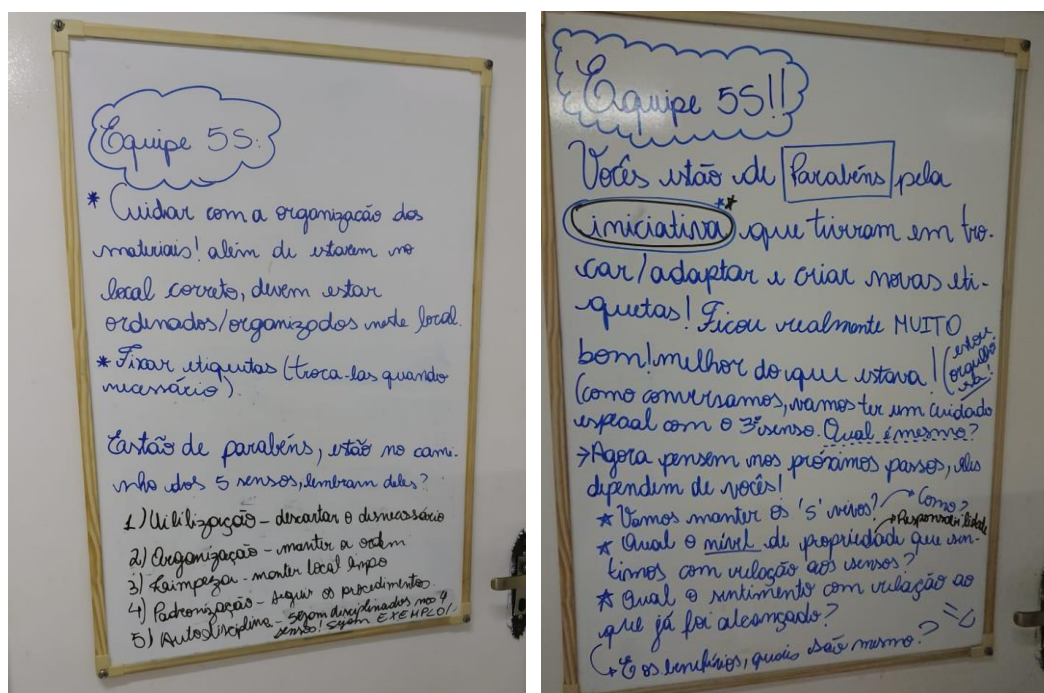 Equipe 5S:
* Cuidar com a organização dos
materiais! além de estarem no
local correto, devem estar
ordenados/organizados neste local.
* Fixar etiquetas (troca-las quando
necessário).
Estão de parabéns, estão no cami-
nho dos 5 sensos, lembram deles?
1) Utilização - descartar o desnecessário
2) Organização - manter a ordem
3) Limpeza - manter local limpo
4) Padronização - seguir os procedimentos.
5) Autodisciplina - sejam disciplinados nos 4
sensos! sejam EXEMPLO!
Equipe 5S!!
Vocês estão de Parabéns pela
iniciativa ** que tiveram em tro-
car/adaptar e criar novas eti-
quetas! Ficou realmente MUITO
bom! melhor do que estava! (estou
orgulho
sa!
(como conversamos, vamos ter um cuidado
especial com o 3º senso. Qual é mesmo?
→ Agora pensem nos próximos passos, eles
dependem de vocês!
* Vamos manter os '5' vivos? → Como?
→ Responsabilidade
* Qual o nível de propriedade que sen-
timos com relação aos sensos?
* Qual o sentimento com relação ao
que já foi alcançado?
→ E os benefícios, quais são mesmo?